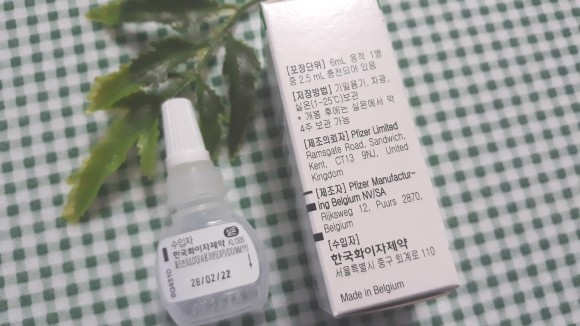 [포장단위] 6mL 용적 1병
중 2.5 mL 충전되어 있음
[저장방법] 기밀용기, 차광,
실온(1~25℃)보관
* 개봉 후에는 실온에서 약
4주 보관 가능
[제조의뢰자] Pfizer Limited
Ramsgate Road, Sandwich,
Kent, CT13 9NJ, United
Kingdom
[제조자] Pfizer Manufactur-
ing Belgium NV/SA
Rijksweg 12, Puurs 2870,
Belgium
[수입자]
한국화이자제약
서울특별시 중구 퇴계로 110
Made in Belgium
수입자
한국화이자제약
28/02/22